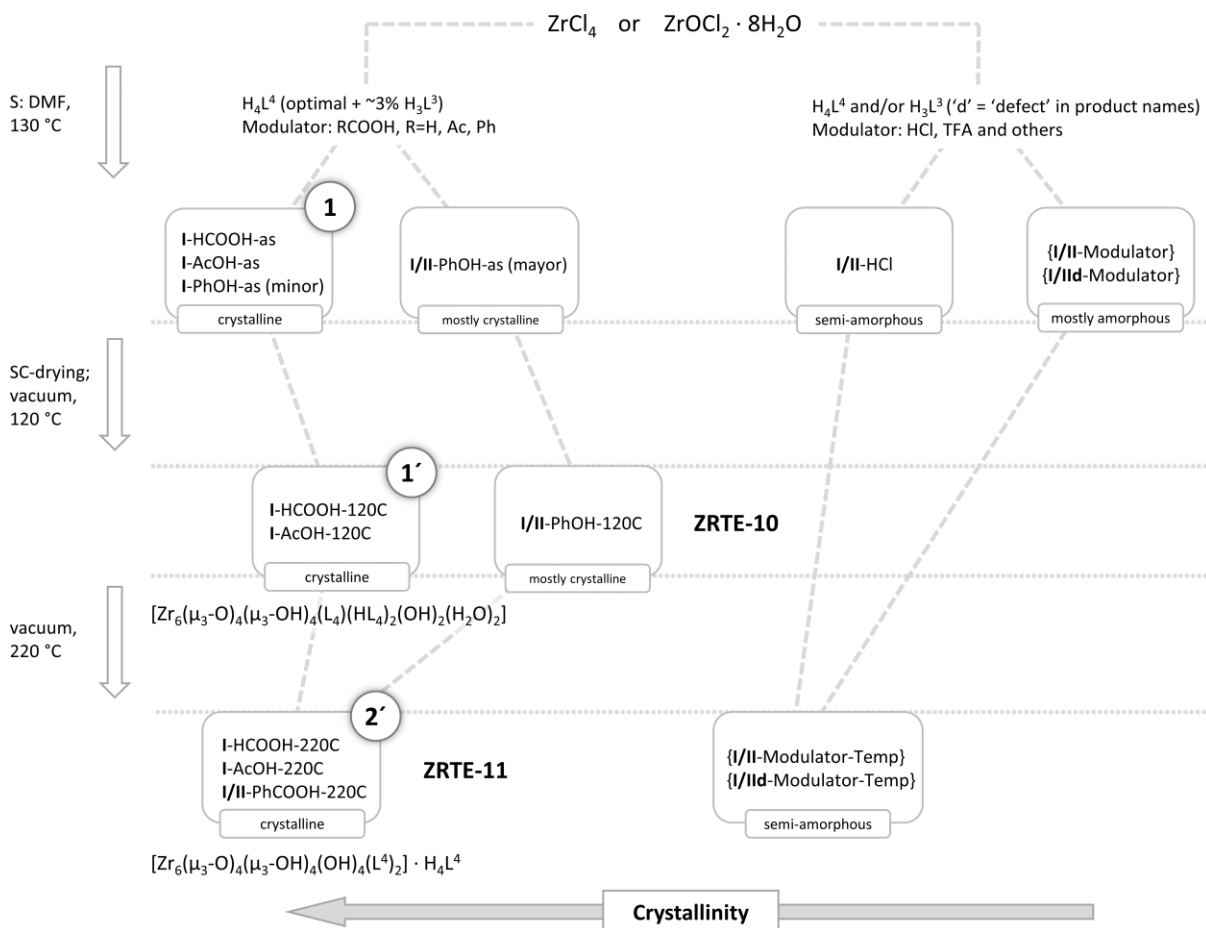 ZrCl₄ or ZrOCl₂ · 8H₂O
S: DMF,
130 °C
H₄L⁴ (optimal + ~3% H₃L³)
Modulator: RCOOH, R=H, Ac, Ph
H₄L⁴ and/or H₃L³ (‘d’ = ‘defect’ in product names)
Modulator: HCl, TFA and others
1
I-HCOOH-as
I-AcOH-as
I-PhOH-as (minor)
crystalline
I/II-PhOH-as (mayor)
mostly crystalline
I/II-HCl
semi-amorphous
{I/II-Modulator}
{I/IId-Modulator}
mostly amorphous
SC-drying;
vacuum,
120 °C
1´
I-HCOOH-120C
I-AcOH-120C
crystalline
I/II-PhOH-120C
mostly crystalline
ZRTE-10
[Zr₆(μ₃-O)₄(μ₃-OH)₄(L₄)(HL₄)₂(OH)₂(H₂O)₂]
vacuum,
220 °C
2´
I-HCOOH-220C
I-AcOH-220C
I/II-PhCOOH-220C
crystalline
ZRTE-11
{I/II-Modulator-Temp}
{I/IId-Modulator-Temp}
semi-amorphous
[Zr₆(μ₃-O)₄(μ₃-OH)₄(OH)₄(L⁴)₂] · H₄L⁴
Crystallinity